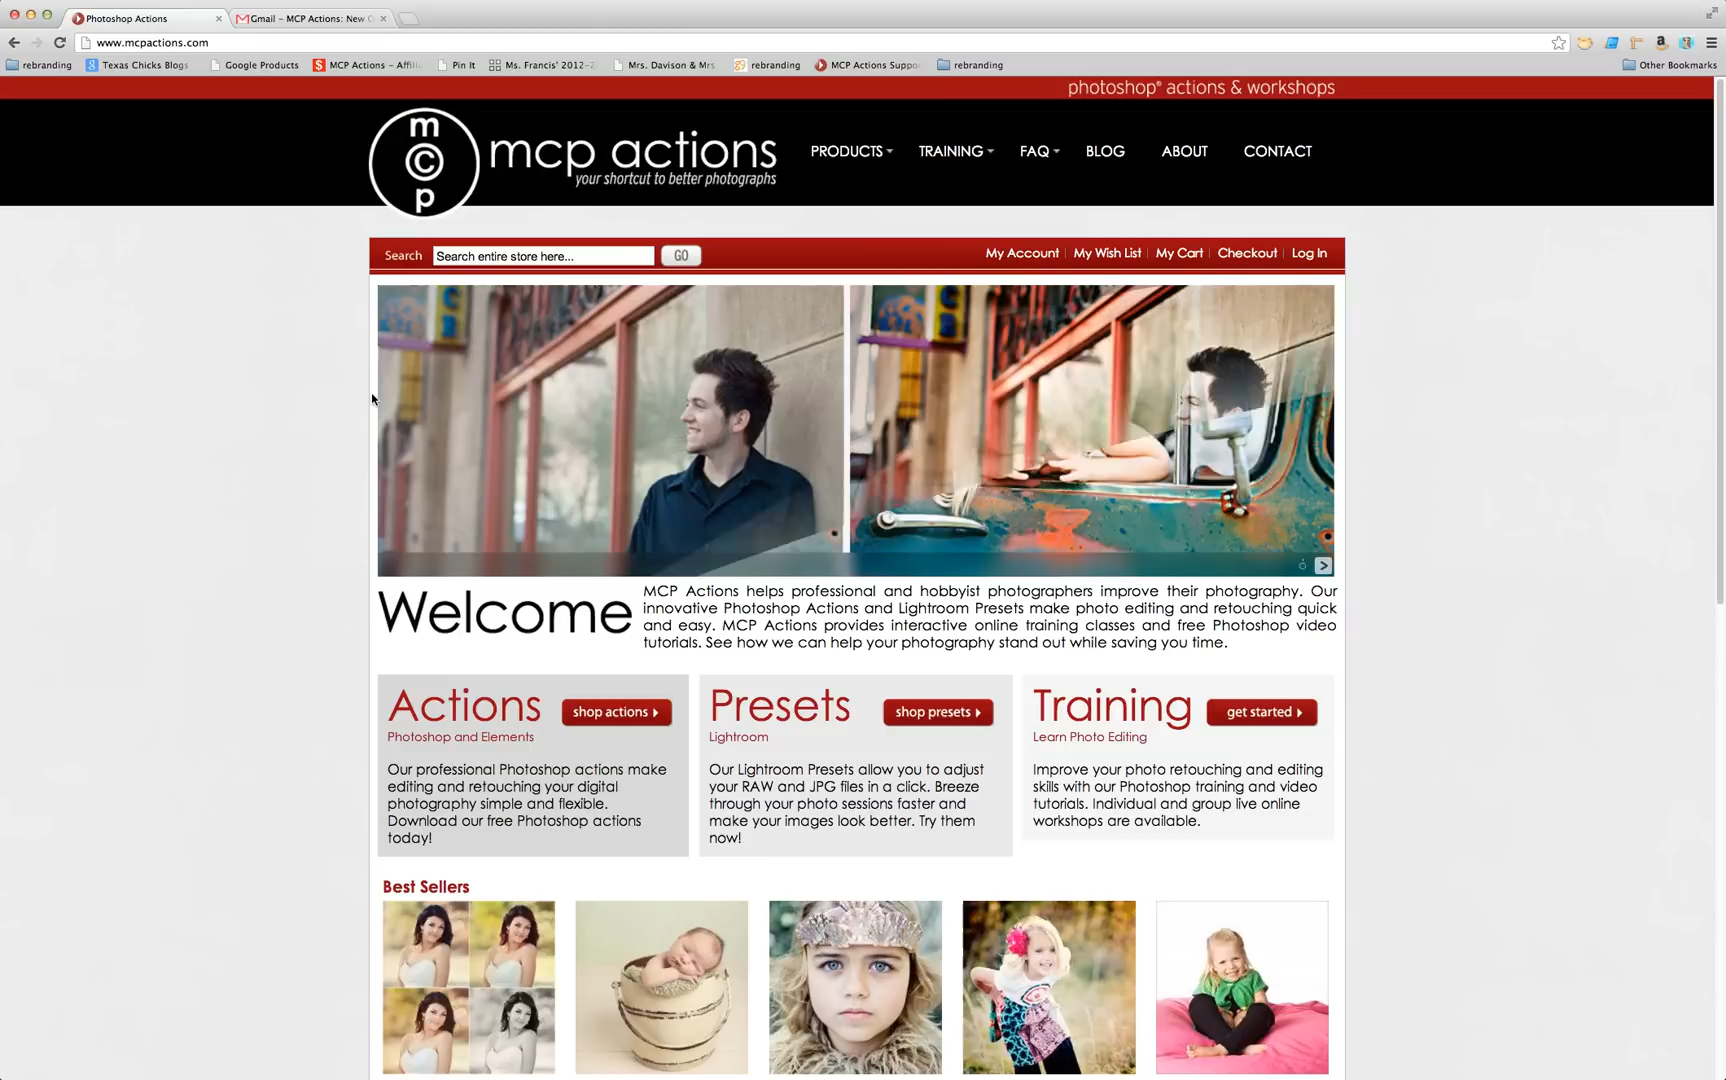 Photoshop Actions
Gmail - MCP Actions: New
www.mcpactions.com
rebranding
Texas Chicks Blogs
Google Products
MCP Actions - Affili
Pin It
Ms. Francis' 2012-2
Mrs. Davison & Mrs.
rebranding
MCP Actions Suppo
rebranding
Other Bookmarks
photoshop® actions & workshops
m
©
p
mcp actions
your shortcut to better photographs
PRODUCTS
TRAINING
FAQ
BLOG
ABOUT
CONTACT
Search
Search entire store here...
GO
My Account
My Wish List
My Cart
Checkout
Log In
Welcome
MCP Actions helps professional and hobbyist photographers improve their photography. Our
innovative Photoshop Actions and Lightroom Presets make photo editing and retouching quick
and easy. MCP Actions provides interactive online training classes and free Photoshop video
tutorials. See how we can help your photography stand out while saving you time.
Actions
shop actions
Photoshop and Elements
Our professional Photoshop actions make
editing and retouching your digital
photography simple and flexible.
Download our free Photoshop actions
today!
Presets
shop presets
Lightroom
Our Lightroom Presets allow you to adjust
your RAW and JPG files in a click. Breeze
through your photo sessions faster and
make your images look better. Try them
now!
Training
get started
Learn Photo Editing
Improve your photo retouching and editing
skills with our Photoshop training and video
tutorials. Individual and group live online
workshops are available.
Best Sellers